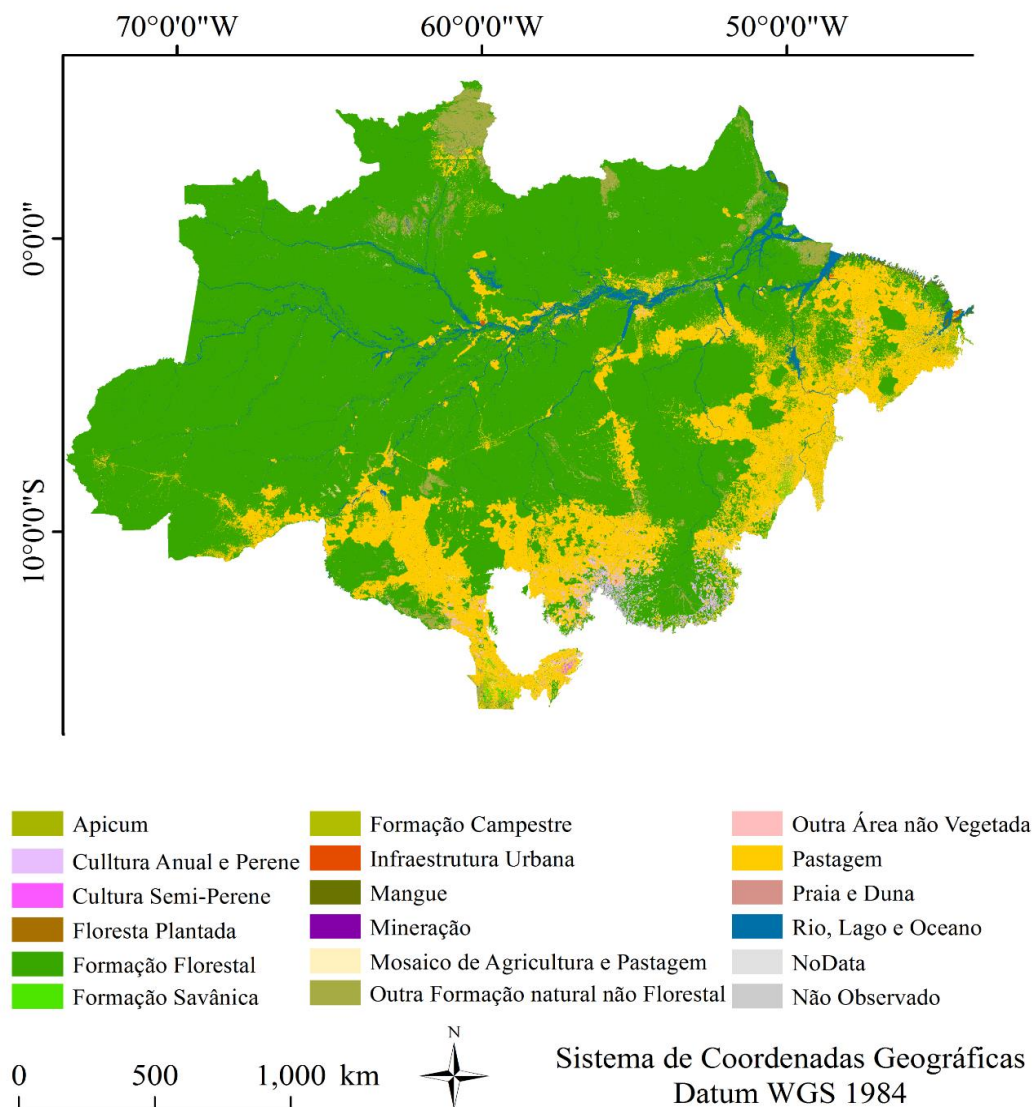 70°0'0"W 60°0'0"W 50°0'0"W
0°0'0"
10°0'0"S
Apicum
Culltura Anual e Perene
Cultura Semi-Perene
Floresta Plantada
Formação Florestal
Formação Savânica
Formação Campestre
Infraestrutura Urbana
Mangue
Mineração
Mosaico de Agricultura e Pastagem
Outra Formação natural não Florestal
Outra Área não Vegetada
Pastagem
Praia e Duna
Rio, Lago e Oceano
NoData
Não Observado
0 500 1,000 km
N
Sistema de Coordenadas Geográficas
Datum WGS 1984